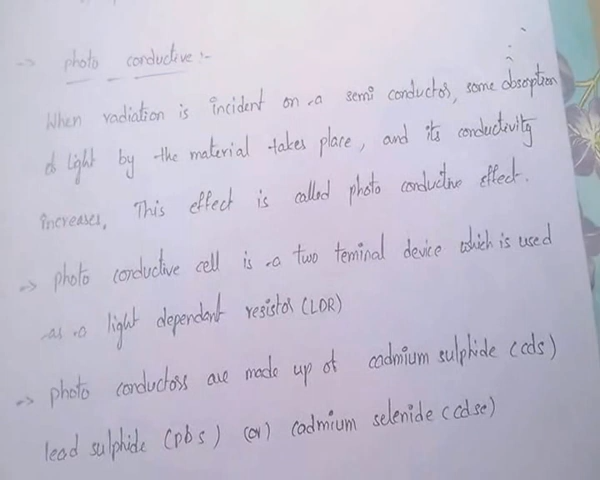 → photo conductive :-
When radiation is incident on a semi conductor, some absorption
of light by the material takes place, and its conductivity
increases, This effect is called photo conductive effect.
→ photo conductive cell is a two teminal device which is used
as a light dependant resistor (LDR)
→ photo conductors are made up of cadmium sulphide (cds)
lead sulphide (pbs) (or) cadmium selenide (cdse)